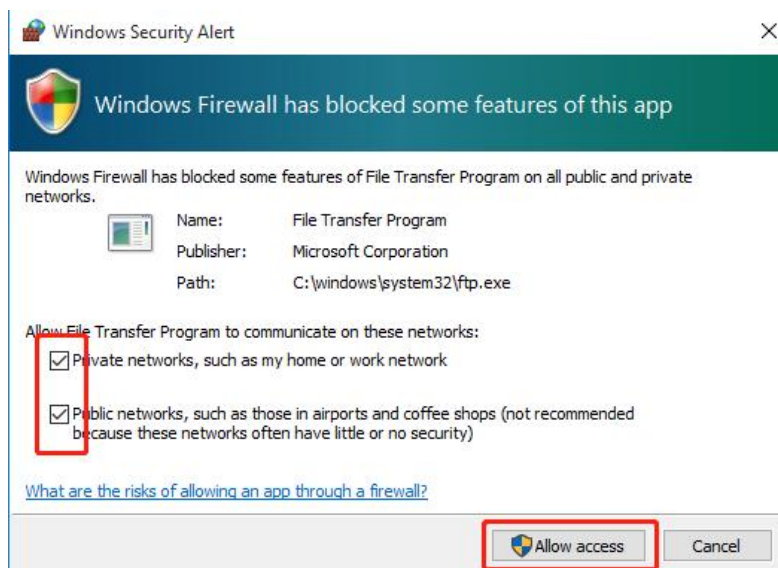 Windows Security Alert
Windows Firewall has blocked some features of this app
Windows Firewall has blocked some features of File Transfer Program on all public and private
networks.
Name: File Transfer Program
Publisher: Microsoft Corporation
Path: C:\windows\system32\ftp.exe
Allow File Transfer Program to communicate on these networks:
Private networks, such as my home or work network
Public networks, such as those in airports and coffee shops (not recommended
because these networks often have little or no security)
What are the risks of allowing an app through a firewall?
Allow access Cancel